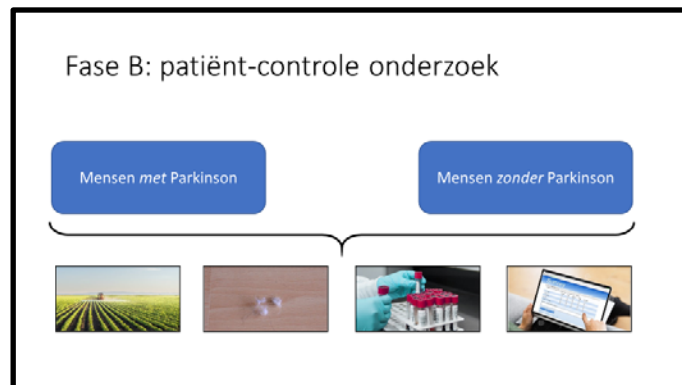 Fase B: patiënt-controle onderzoek
Mensen met Parkinson
Mensen zonder Parkinson